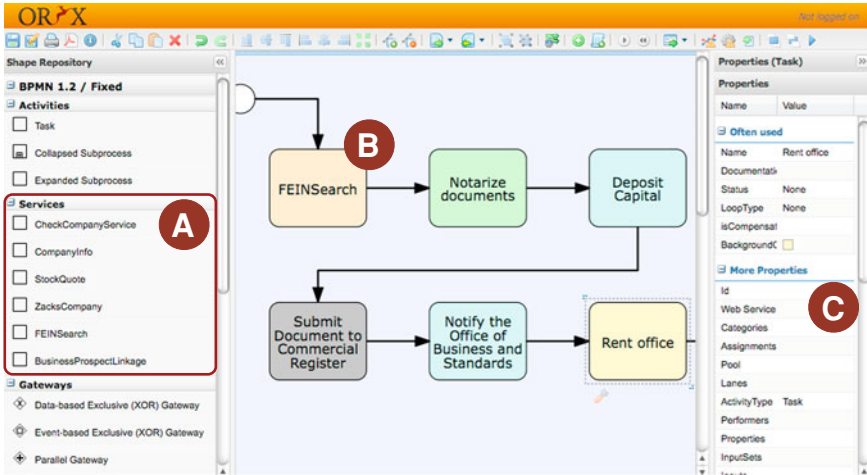 ORYX
Not logged on
Shape Repository
BPMN 1.2 / Fixed
Activities
Task
Collapsed Subprocess
Expanded Subprocess
Services
A
CheckCompanyService
CompanyInfo
StockQuote
ZacksCompany
FEINSearch
BusinessProspectLinkage
Gateways
Data-based Exclusive (XOR) Gateway
Event-based Exclusive (XOR) Gateway
Parallel Gateway
B
FEINSearch
Notarize
documents
Deposit
Capital
Submit
Document to
Commercial
Register
Notify the
Office of
Business and
Standards
Rent office
Properties (Task)
Properties
Name Value
Often used
Name Rent office
Documentati
Status None
LoopType None
isCompensat
BackgroundC
More Properties
Id
Web Service
C
Categories
Assignments
Pool
Lanes
ActivityType Task
Performers
Properties
InputSets